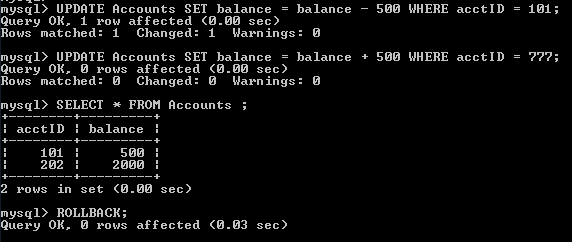 mysql> UPDATE Accounts SET balance = balance - 500 WHERE acctID = 101;
Query OK, 1 row affected (0.00 sec)
Rows matched: 1  Changed: 1  Warnings: 0
mysql> UPDATE Accounts SET balance = balance + 500 WHERE acctID = 777;
Query OK, 0 rows affected (0.00 sec)
Rows matched: 0  Changed: 0  Warnings: 0
mysql> SELECT * FROM Accounts ;
+--------+---------+
| acctID | balance |
+--------+---------+
|    101 |     500 |
|    202 |    2000 |
+--------+---------+
2 rows in set (0.00 sec)
mysql> ROLLBACK;
Query OK, 0 rows affected (0.03 sec)